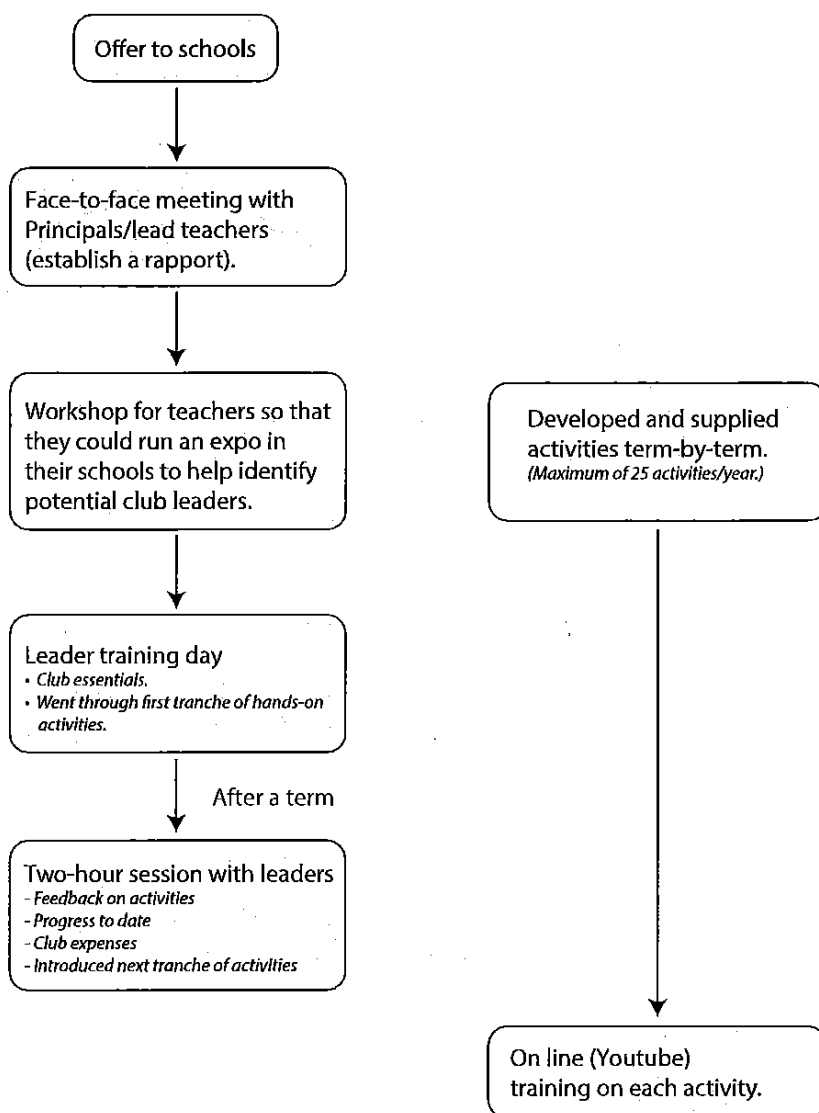 Offer to schools
Face-to-face meeting with
Principals/lead teachers
(establish a rapport).
Workshop for teachers so that
they could run an expo in
their schools to help identify
potential club leaders.
Leader training day
• Club essentials.
• Went through first tranche of hands-on
activities.
After a term
Two-hour session with leaders
- Feedback on activities
- Progress to date
- Club expenses
- Introduced next tranche of activities
Developed and supplied
activities term-by-term.
(Maximum of 25 activities/year.)
On line (Youtube)
training on each activity.